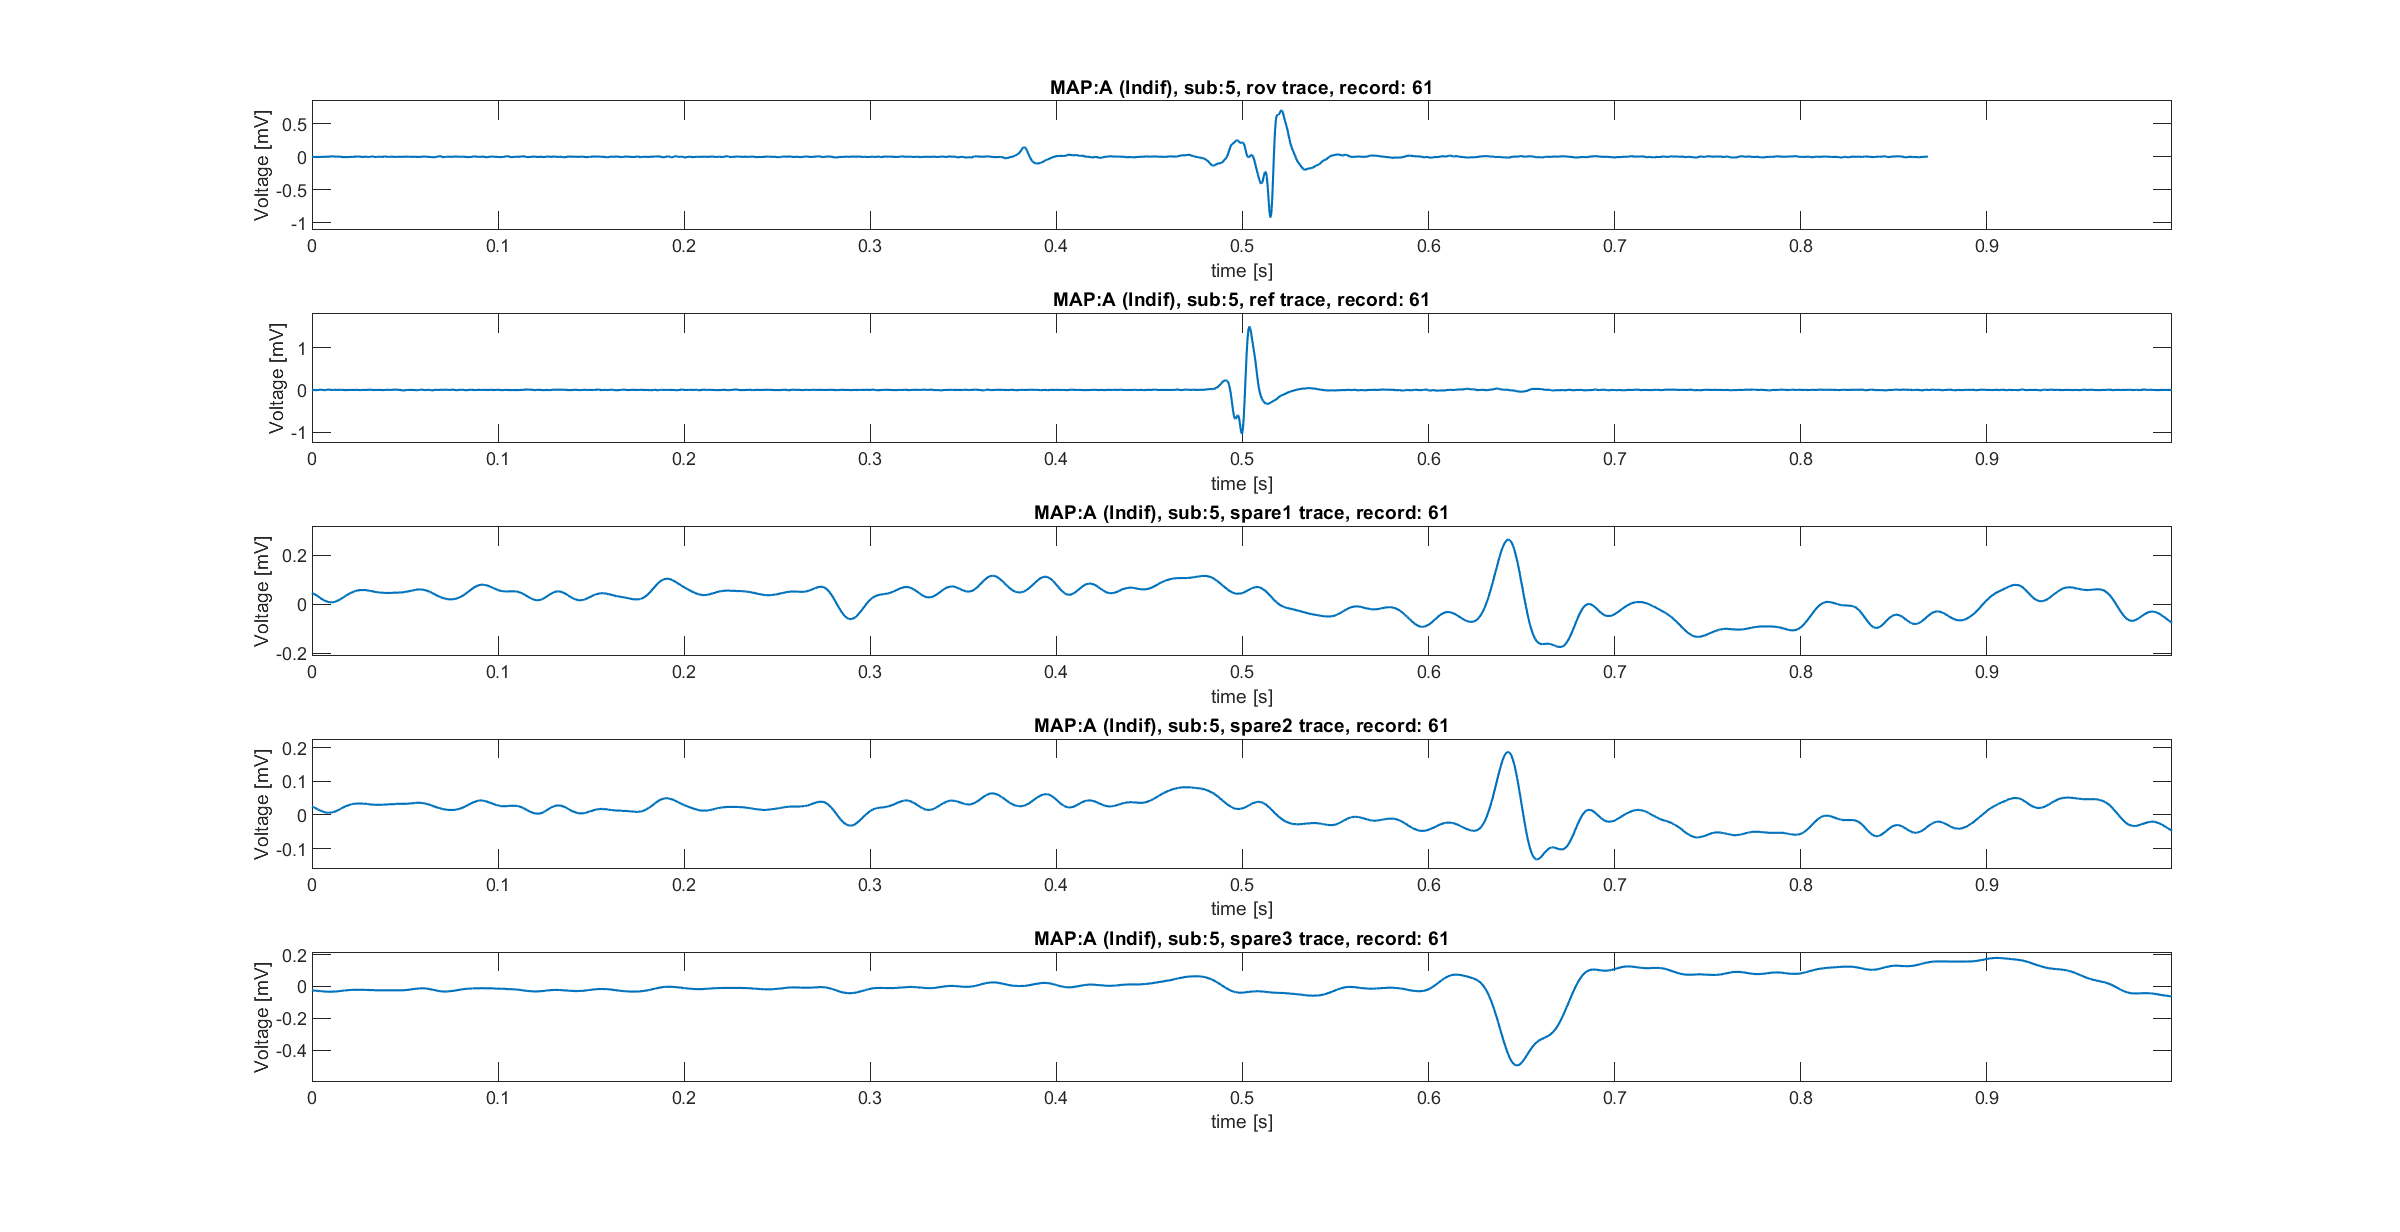 MAP:A (Indif), sub:5, rov trace, record: 61
Voltage [mV]
0.5
0
-0.5
-1
0 0.1 0.2 0.3 0.4 0.5 0.6 0.7 0.8 0.9
time [s]
MAP:A (Indif), sub:5, ref trace, record: 61
Voltage [mV]
1
0
-1
0 0.1 0.2 0.3 0.4 0.5 0.6 0.7 0.8 0.9
time [s]
MAP:A (Indif), sub:5, spare1 trace, record: 61
Voltage [mV]
0.2
0
-0.2
0 0.1 0.2 0.3 0.4 0.5 0.6 0.7 0.8 0.9
time [s]
MAP:A (Indif), sub:5, spare2 trace, record: 61
Voltage [mV]
0.2
0.1
0
-0.1
0 0.1 0.2 0.3 0.4 0.5 0.6 0.7 0.8 0.9
time [s]
MAP:A (Indif), sub:5, spare3 trace, record: 61
Voltage [mV]
0.2
0
-0.2
-0.4
0 0.1 0.2 0.3 0.4 0.5 0.6 0.7 0.8 0.9
time [s]